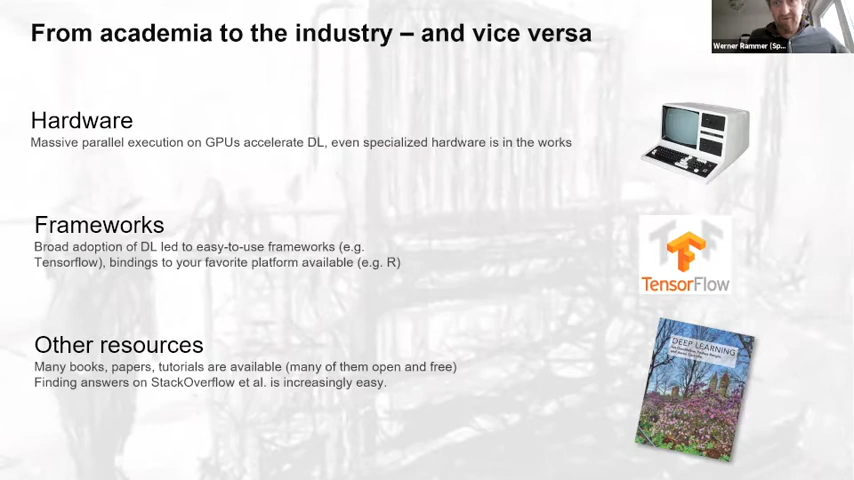 From academia to the industry – and vice versa
Werner Rammer (Sp...
Hardware
Massive parallel execution on GPUs accelerate DL, even specialized hardware is in the works
Frameworks
Broad adoption of DL led to easy-to-use frameworks (e.g.
Tensorflow), bindings to your favorite platform available (e.g. R)
TensorFlow
Other resources
Many books, papers, tutorials are available (many of them open and free)
Finding answers on StackOverflow et al. is increasingly easy.
DEEP LEARNING